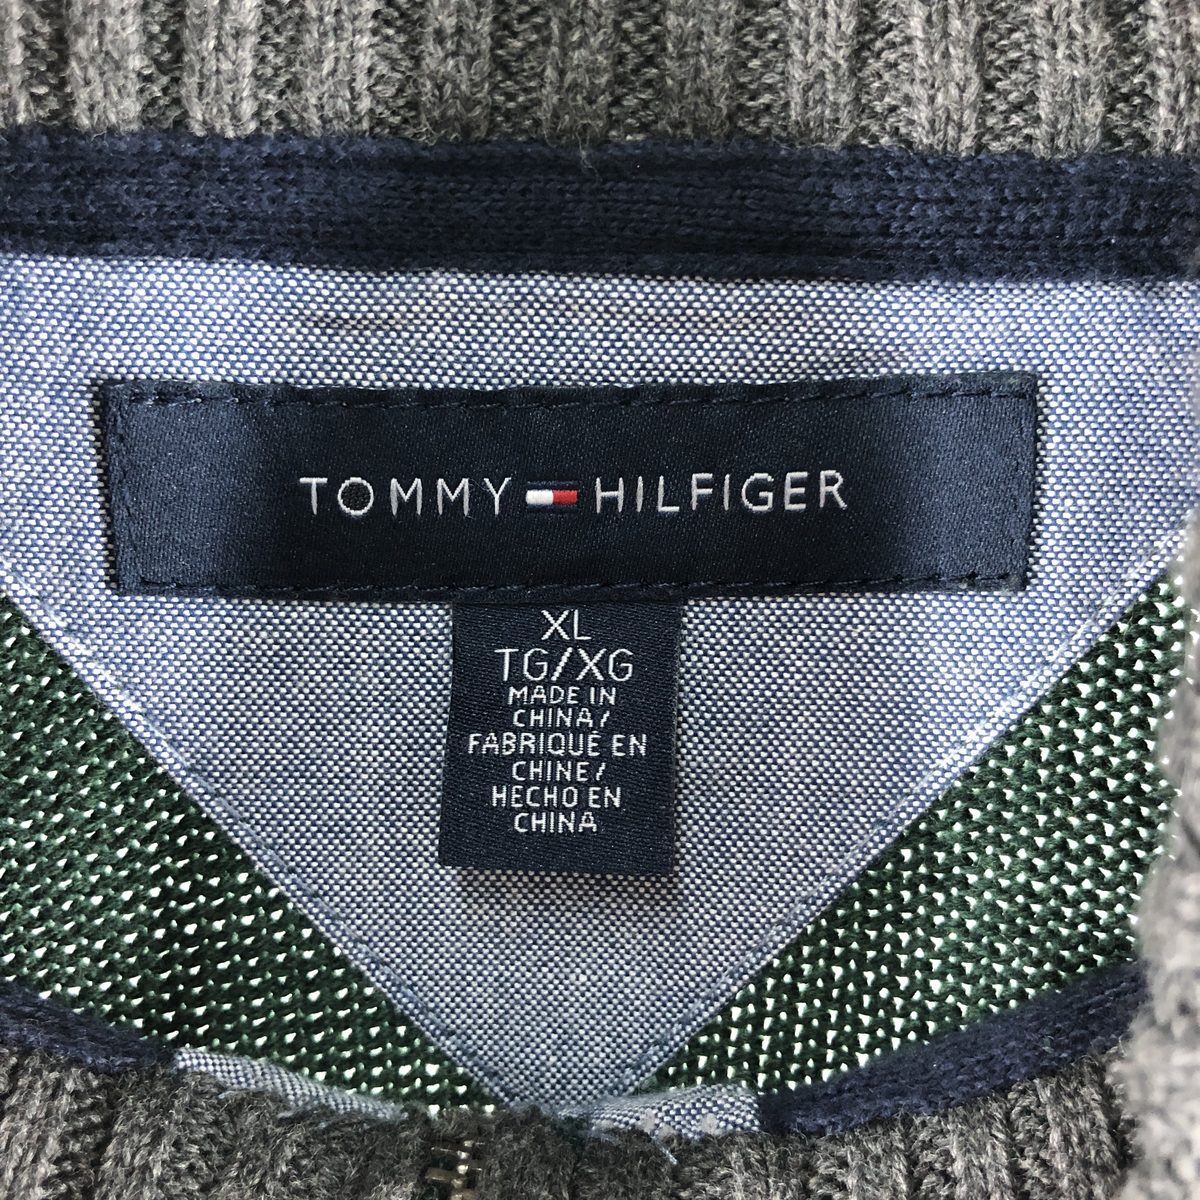 TOMMY HILFIGER
XL
TG/XG
MADE IN
CHINA/
FABRIQUÉ EN
CHINE/
HECHO EN
CHINA